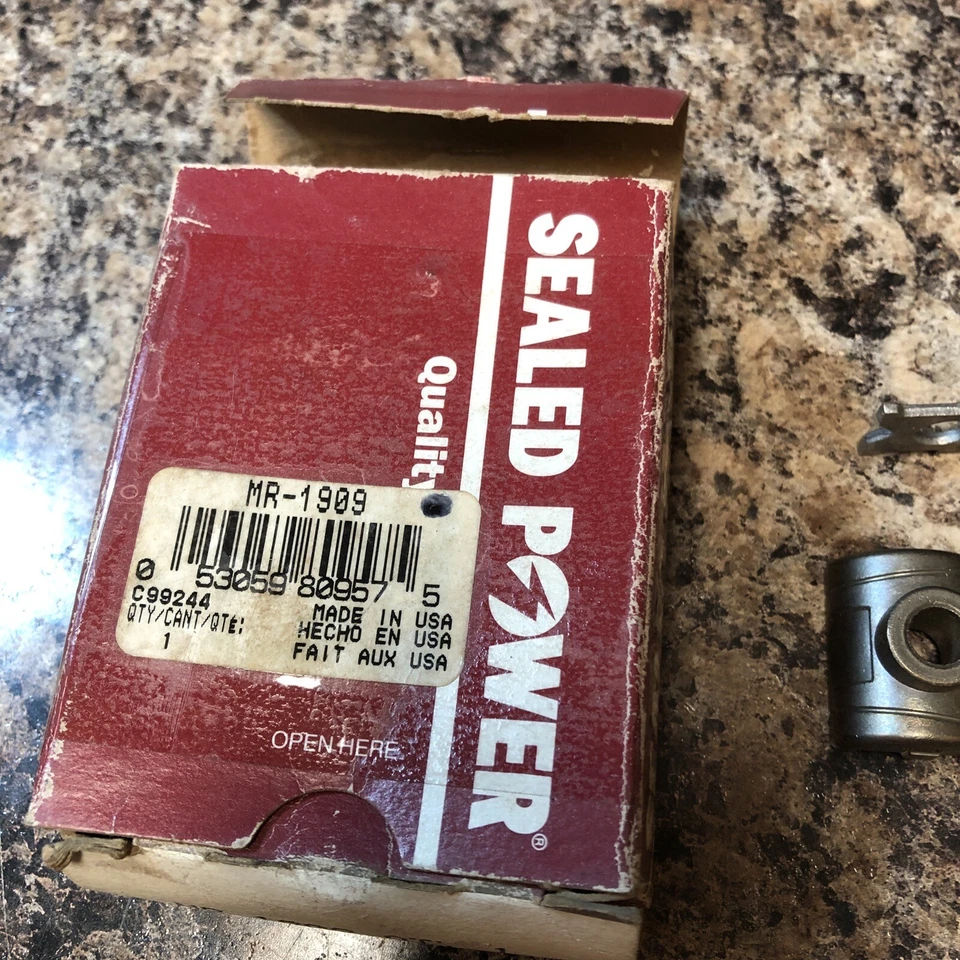 SEALED POWER®
Quality
MR-1909
0 53059 80957 5
C99244
QTY/CANT/QTÉ:
1
MADE IN USA
HECHO EN USA
FAIT AUX USA
OPEN HERE